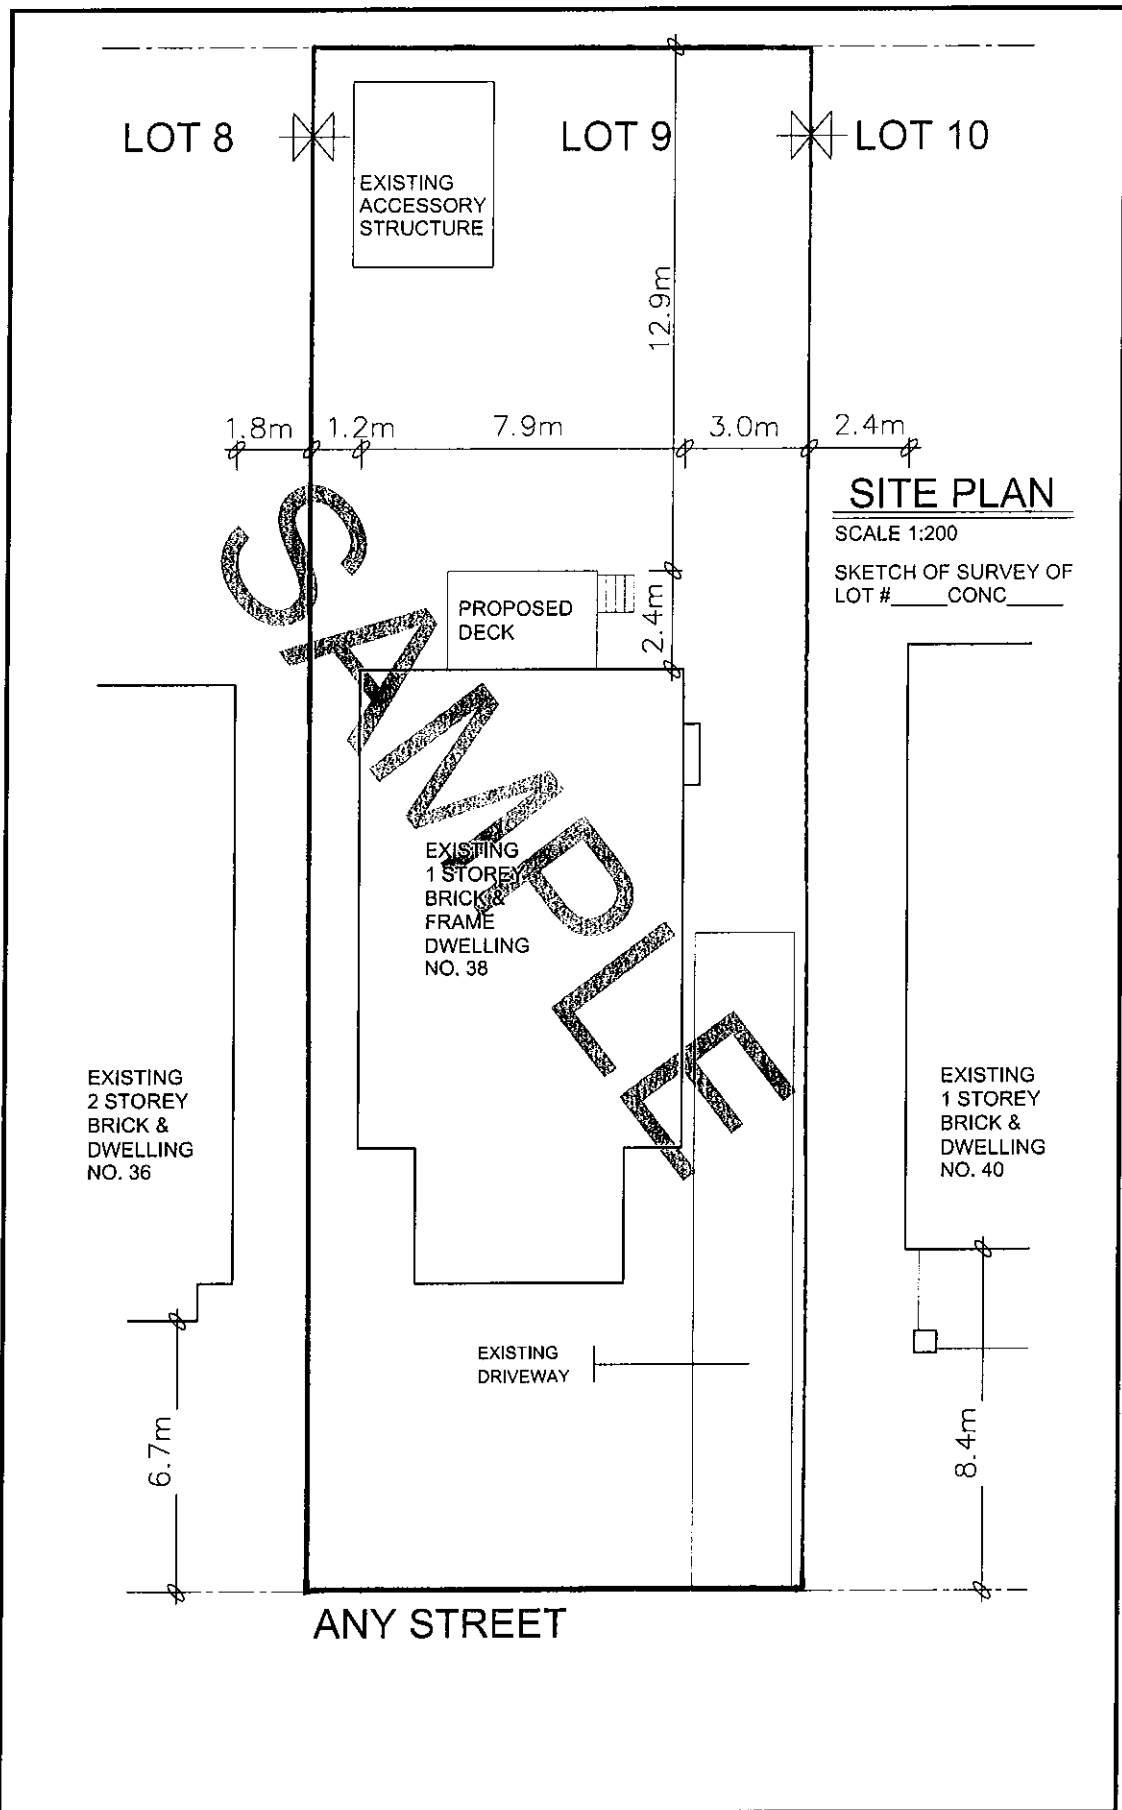 LOT 8
LOT 9
LOT 10
EXISTING
ACCESSORY
STRUCTURE
12.9m
1.8m
1.2m
7.9m
3.0m
2.4m
SITE PLAN
SCALE 1:200
SKETCH OF SURVEY OF
LOT #_____CONC_____
PROPOSED
DECK
2.4m
SAMPLE
EXISTING
1 STOREY
BRICK &
FRAME
DWELLING
NO. 38
EXISTING
2 STOREY
BRICK &
DWELLING
NO. 36
EXISTING
1 STOREY
BRICK &
DWELLING
NO. 40
EXISTING
DRIVEWAY
6.7m
8.4m
ANY STREET